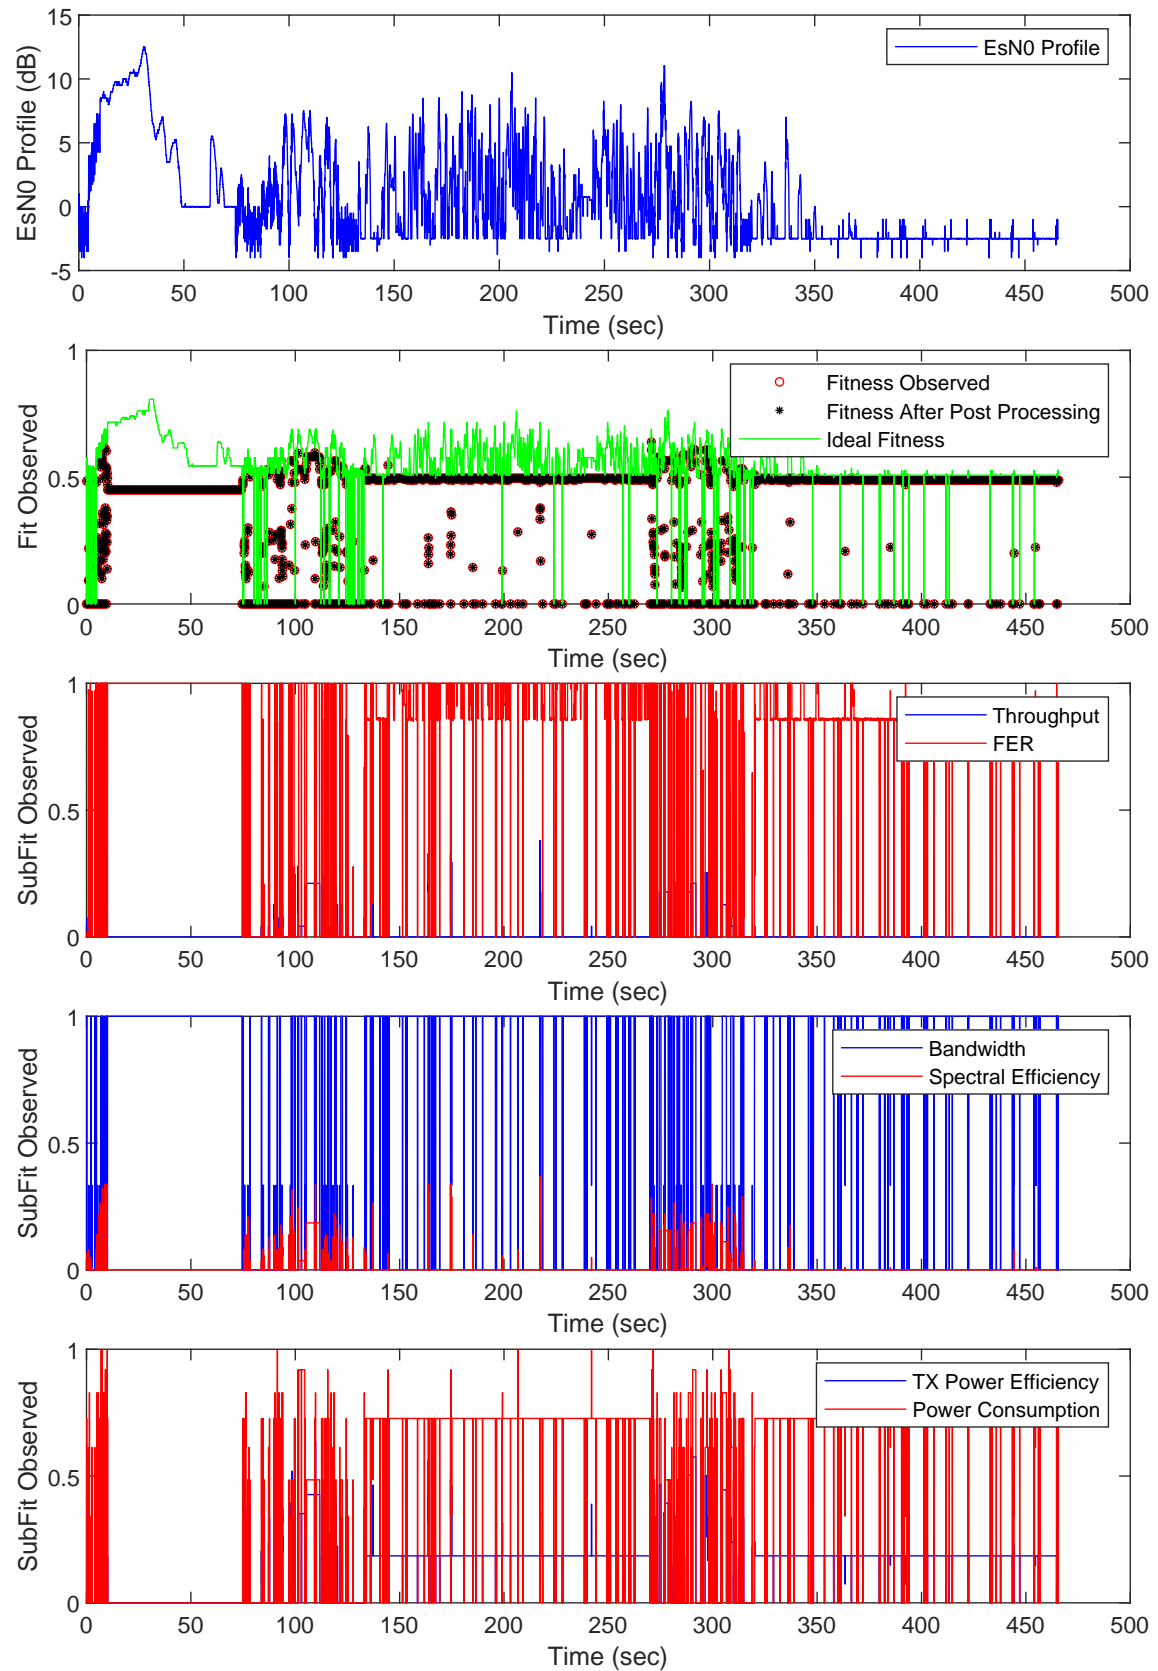 15
10
5
0
-5
EsN0 Profile (dB)
EsN0 Profile
0 50 100 150 200 250 300 350 400 450 500
Time (sec)
1
0.5
0
Fit Observed
Fitness Observed
Fitness After Post Processing
Ideal Fitness
0 50 100 150 200 250 300 350 400 450 500
Time (sec)
1
0.5
0
SubFit Observed
Throughput
FER
0 50 100 150 200 250 300 350 400 450 500
Time (sec)
1
0.5
0
SubFit Observed
Bandwidth
Spectral Efficiency
0 50 100 150 200 250 300 350 400 450 500
Time (sec)
1
0.5
0
SubFit Observed
TX Power Efficiency
Power Consumption
0 50 100 150 200 250 300 350 400 450 500
Time (sec)